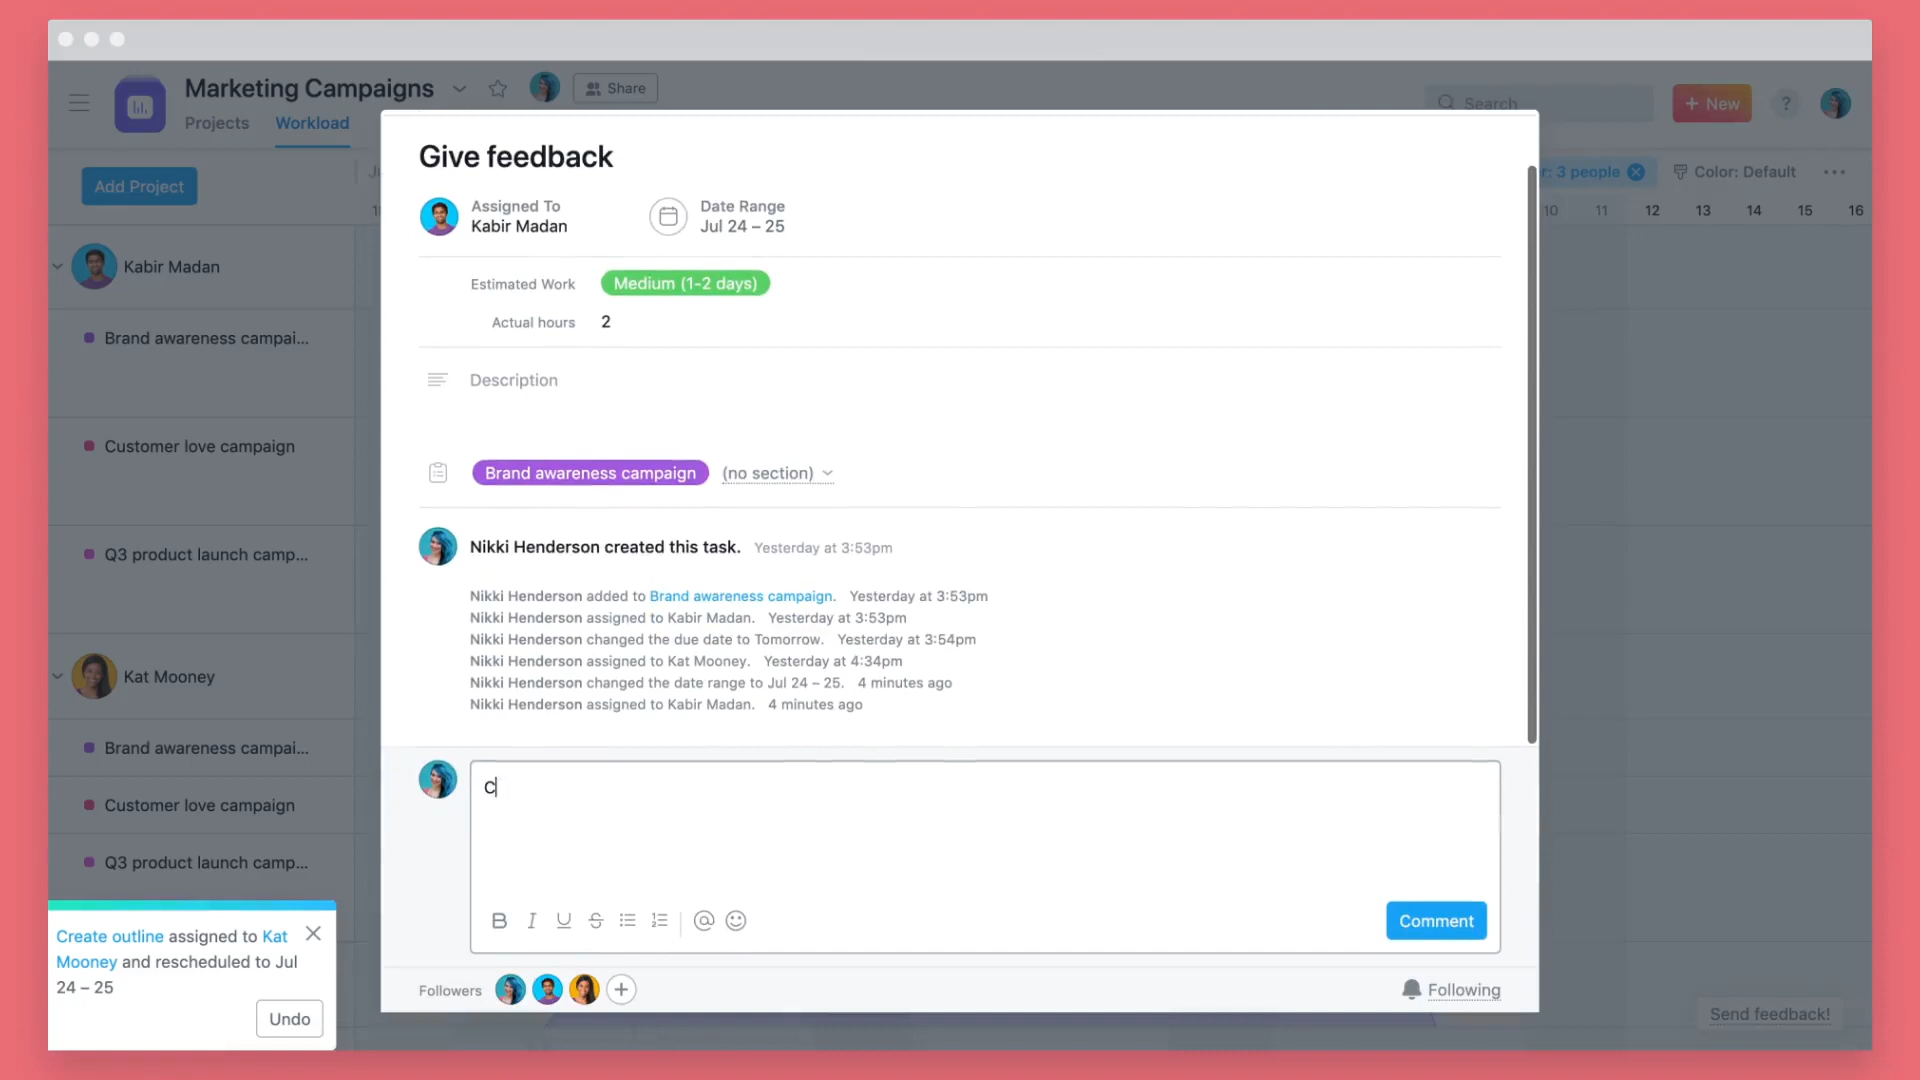 Marketing Campaigns
Share
Search
+ New
?
Projects
Workload
Add Project
r: 3 people
Color: Default
10 11 12 13 14 15 16
Kabir Madan
Brand awareness campai...
Customer love campaign
Q3 product launch camp...
Kat Mooney
Brand awareness campai...
Customer love campaign
Q3 product launch camp...
Give feedback
Assigned To
Kabir Madan
Date Range
Jul 24 – 25
Estimated Work
Medium (1-2 days)
Actual hours
2
Description
Brand awareness campaign
(no section)
Nikki Henderson created this task. Yesterday at 3:53pm
Nikki Henderson added to Brand awareness campaign. Yesterday at 3:53pm
Nikki Henderson assigned to Kabir Madan. Yesterday at 3:53pm
Nikki Henderson changed the due date to Tomorrow. Yesterday at 3:54pm
Nikki Henderson assigned to Kat Mooney. Yesterday at 4:34pm
Nikki Henderson changed the date range to Jul 24 – 25. 4 minutes ago
Nikki Henderson assigned to Kabir Madan. 4 minutes ago
C
B I U S
Comment
Followers
Following
Create outline assigned to Kat
Mooney and rescheduled to Jul
24 – 25
Undo
Send feedback!